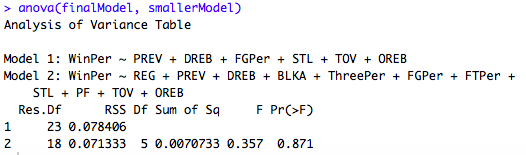 > anova(finalModel, smallerModel)
Analysis of Variance Table
Model 1: WinPer ~ PREV + DREB + FGPer + STL + TOV + OREB
Model 2: WinPer ~ REG + PREV + DREB + BLKA + ThreePer + FGPer + FTPer +
STL + PF + TOV + OREB
Res.Df RSS Df Sum of Sq F Pr(>F)
1 23 0.078406
2 18 0.071333 5 0.0070733 0.357 0.871